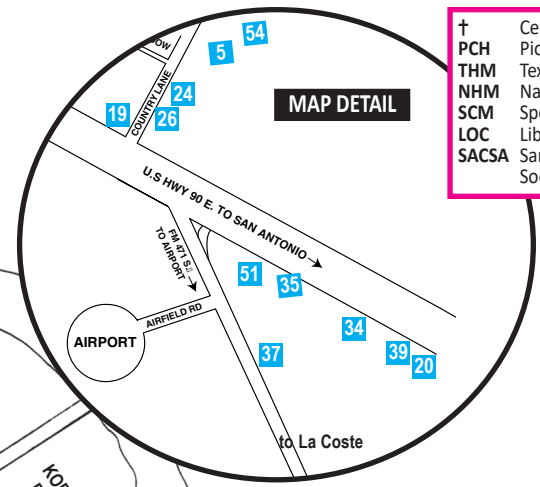 54
5
24
19
26
COUNTRY LANE
MAP DETAIL
†
PCH
THM
NHM
SCM
LOC
SACSA
U.S HWY 90 E. TO SAN ANTONIO
FM 471 S.
TO AIRPORT
51
35
34
39
20
37
AIRFIELD RD
AIRPORT
to La Coste